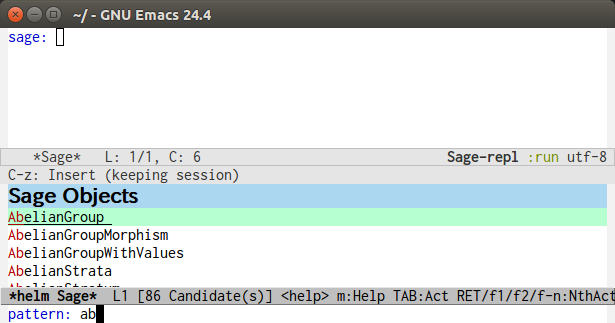 ~/ - GNU Emacs 24.4
sage:
*Sage* L: 1/1, C: 6 Sage-repl :run utf-8
C-z: Insert (keeping session)
Sage Objects
AbelianGroup
AbelianGroupMorphism
AbelianGroupWithValues
AbelianStrata
AbelianStratum
*helm Sage* L1 [86 Candidate(s)] <help> m:Help TAB:Act RET/f1/f2/f-n:NthAct
pattern: ab